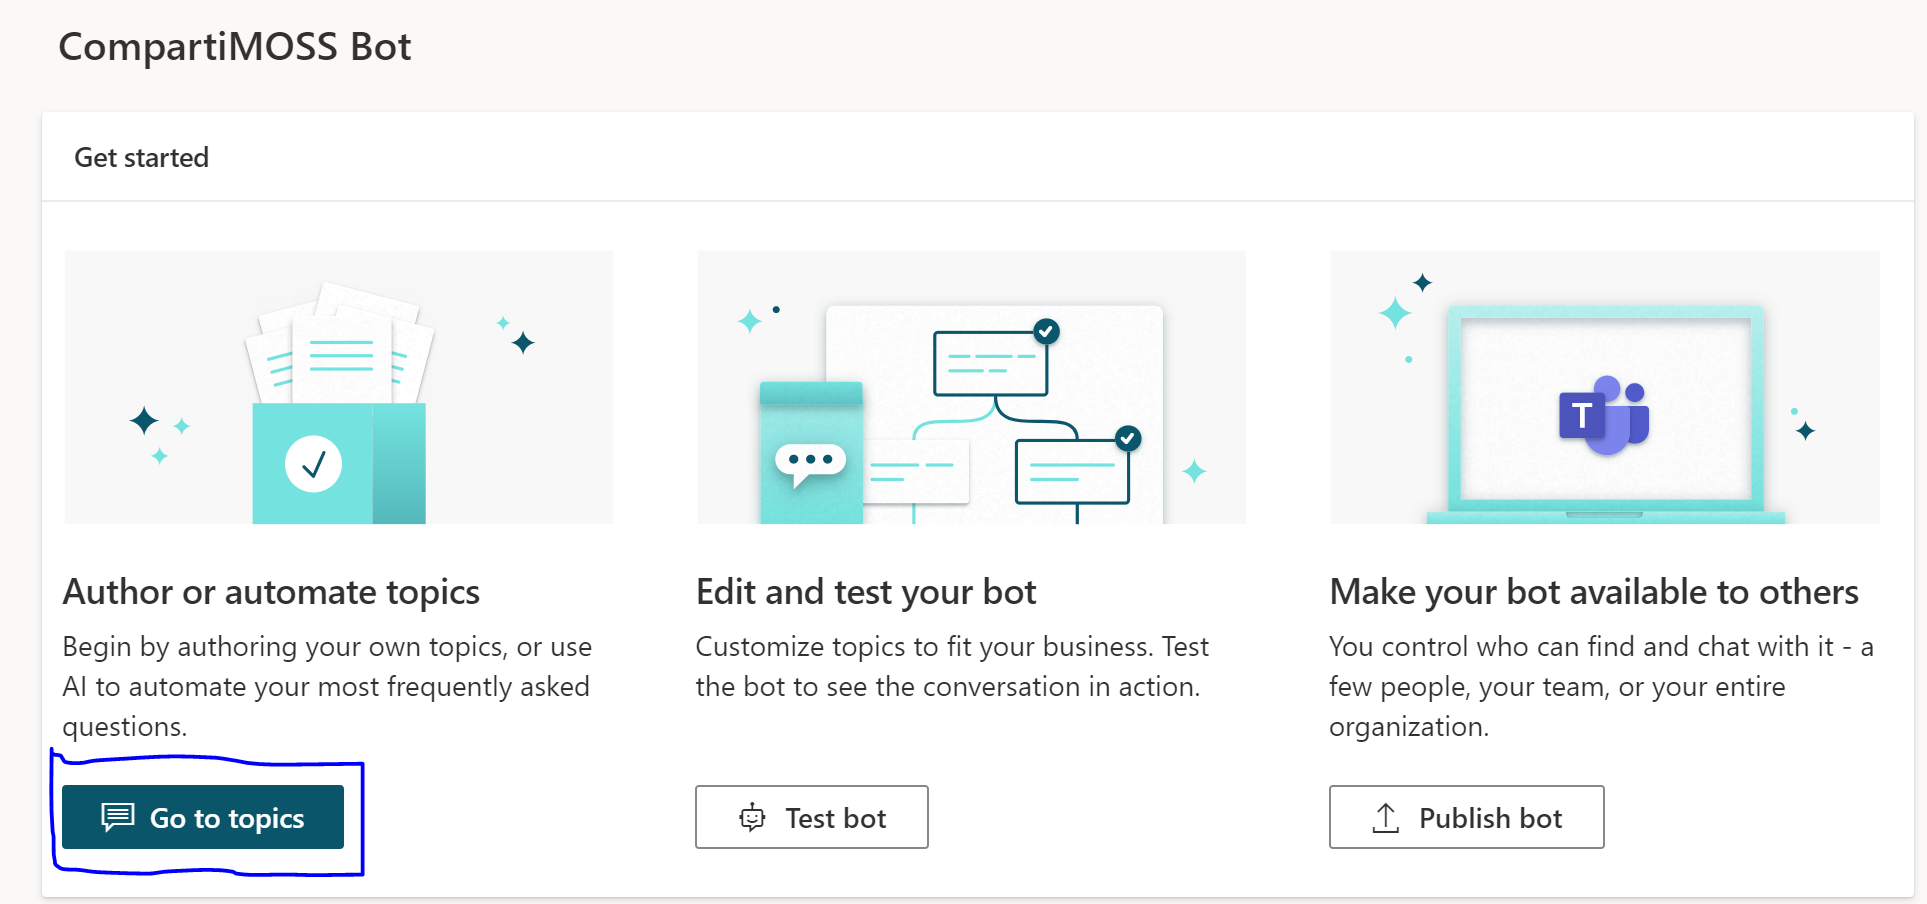 CompartiMOSS Bot
Get started
T
Author or automate topics
Begin by authoring your own topics, or use
AI to automate your most frequently asked
questions.
Go to topics
Edit and test your bot
Customize topics to fit your business. Test
the bot to see the conversation in action.
Test bot
Make your bot available to others
You control who can find and chat with it - a
few people, your team, or your entire
organization.
Publish bot